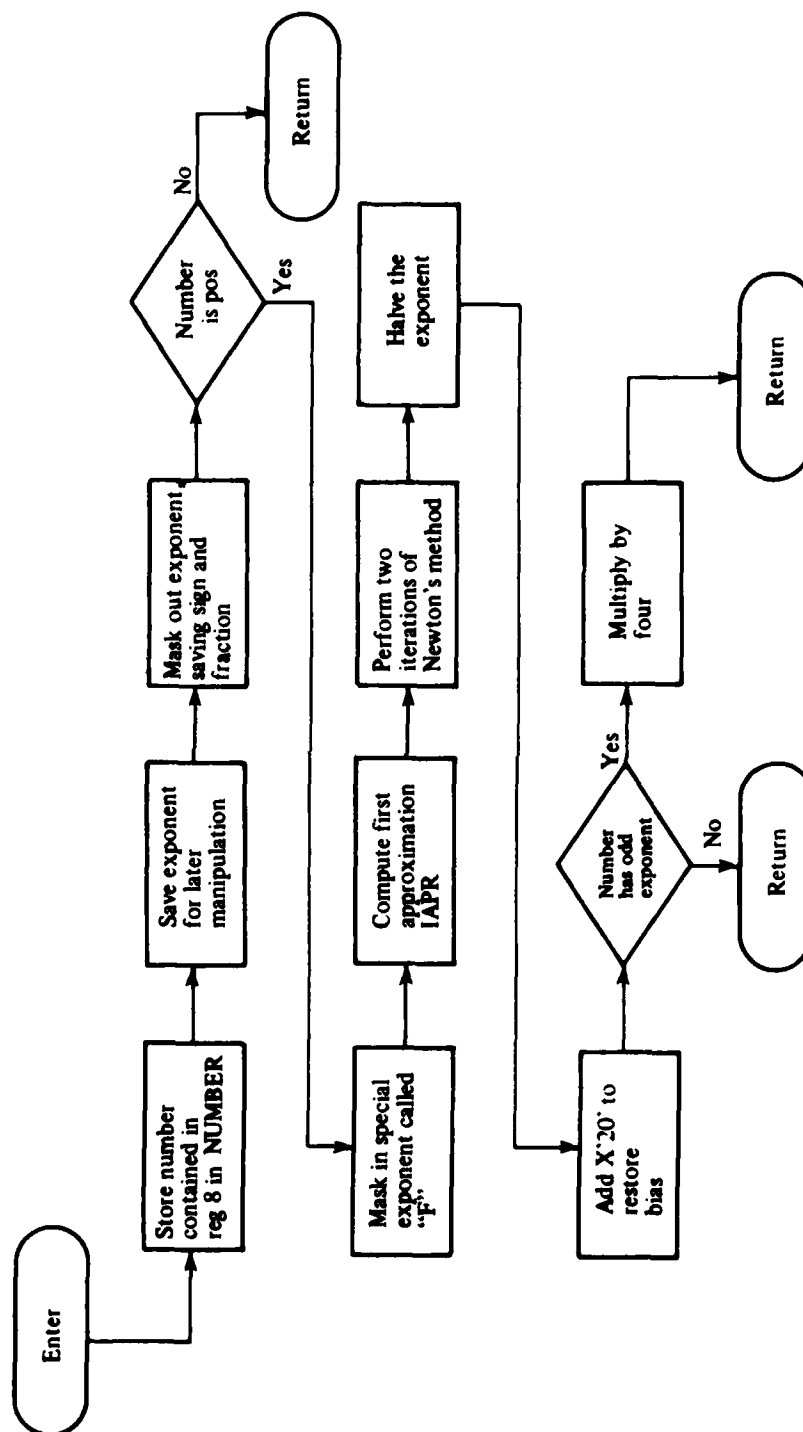 Enter
Store number
contained in
reg 8 in NUMBER
Save exponent
for later
manipulation
Mask out exponent
saving sign and
fraction
Number
is pos
No
Return
Yes
Mask in special
exponent called
"F"
Compute first
approximation
IAPR
Perform two
iterations of
Newton's method
Halve the
exponent
Add X'20' to
restore
bias
Number
has odd
exponent
Yes
Multiply by
four
Return
No
Return